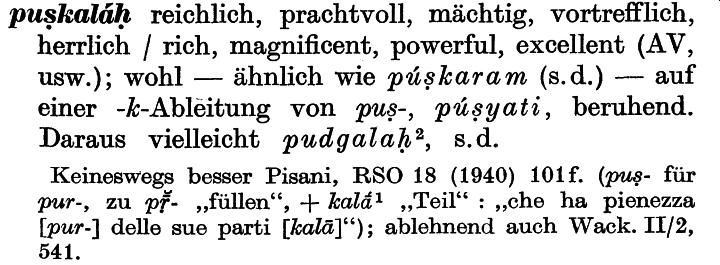 puṣkaláḥ reichlich, prachtvoll, mächtig, vortrefflich,
herrlich / rich, magnificent, powerful, excellent (AV,
usw.); wohl — ähnlich wie púṣkaram (s.d.) — auf
einer -k-Ableitung von puṣ-, púṣyati, beruhend.
Daraus vielleicht pudgalaḥ², s.d.
Keineswegs besser Pisani, RSO 18 (1940) 101f. (puṣ- für
pur-, zu pṝ̆- „füllen“, + kalā́¹ „Teil“ : „che ha pienezza
[pur-] delle sue parti [kalā]“); ablehnend auch Wack. II/2,
541.